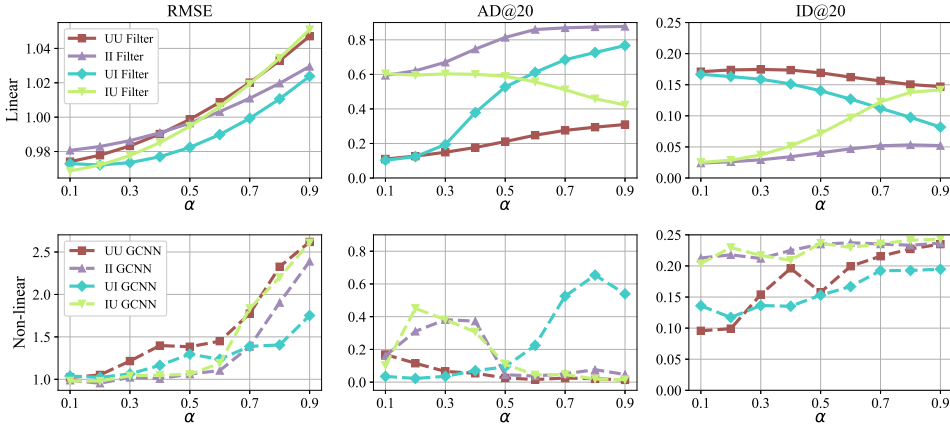 RMSE
AD@20
ID@20
Linear
1.04
1.02
1.00
0.98
UU Filter
II Filter
UI Filter
IU Filter
0.1 0.3 0.5 0.7 0.9
α
0.8
0.6
0.4
0.2
0.0
0.1 0.3 0.5 0.7 0.9
α
0.25
0.20
0.15
0.10
0.05
0.00
0.1 0.3 0.5 0.7 0.9
α
Non-linear
2.5
2.0
1.5
1.0
UU GCNN
II GCNN
UI GCNN
IU GCNN
0.1 0.3 0.5 0.7 0.9
α
0.8
0.6
0.4
0.2
0.0
0.1 0.3 0.5 0.7 0.9
α
0.25
0.20
0.15
0.10
0.05
0.00
0.1 0.3 0.5 0.7 0.9
α